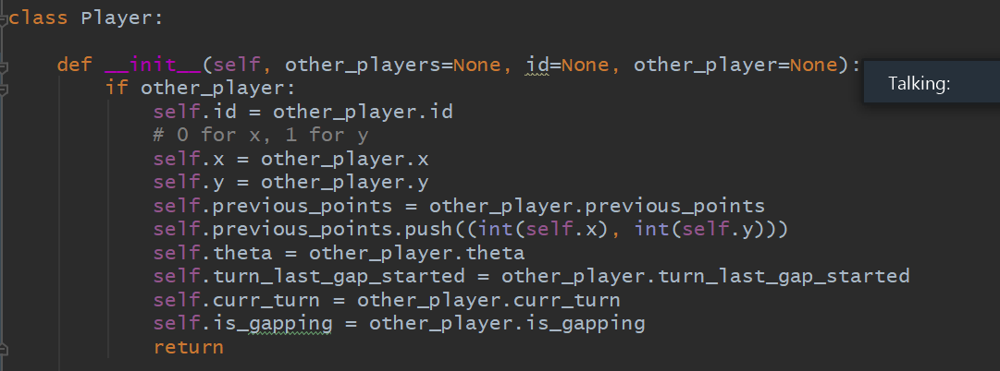 class Player:
    def __init__(self, other_players=None, id=None, other_player=None):
Talking:
        if other_player:
            self.id = other_player.id
            # 0 for x, 1 for y
            self.x = other_player.x
            self.y = other_player.y
            self.previous_points = other_player.previous_points
            self.previous_points.push((int(self.x), int(self.y)))
            self.theta = other_player.theta
            self.turn_last_gap_started = other_player.turn_last_gap_started
            self.curr_turn = other_player.curr_turn
            self.is_gapping = other_player.is_gapping
            return